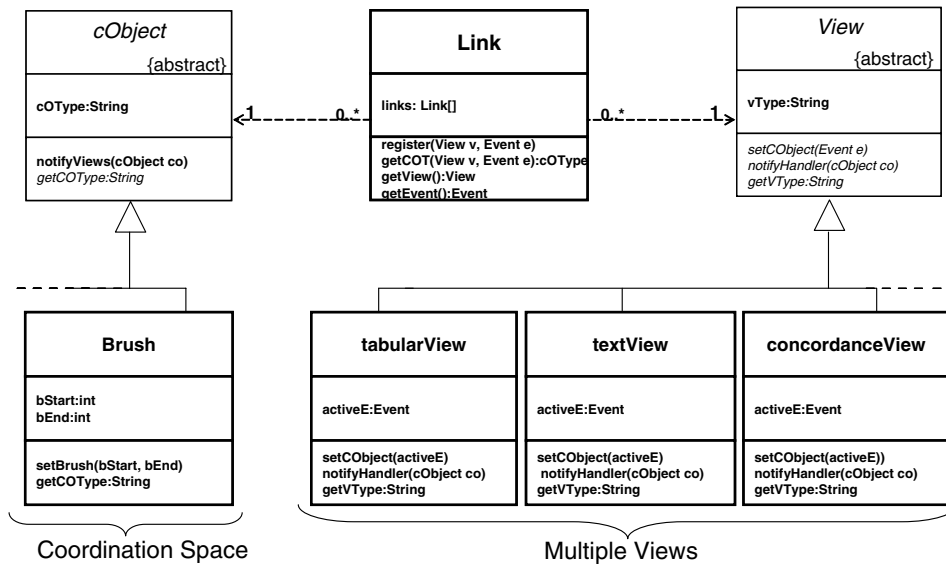 cObject
{abstract}
cOType:String
notifyViews(cObject co)
getCOType:String
1
0..*
Link
links: Link[]
register(View v, Event e)
getCOT(View v, Event e):cOType
getView():View
getEvent():Event
0..*
1
View
{abstract}
vType:String
setCObject(Event e)
notifyHandler(cObject co)
getVType:String
Brush
bStart:int
bEnd:int
setBrush(bStart, bEnd)
getCOType:String
tabularView
activeE:Event
setCObject(activeE)
notifyHandler(cObject co)
getVType:String
textView
activeE:Event
setCObject(activeE)
notifyHandler(cObject co)
getVType:String
concordanceView
activeE:Event
setCObject(activeE))
notifyHandler(cObject co)
getVType:String
Coordination Space
Multiple Views